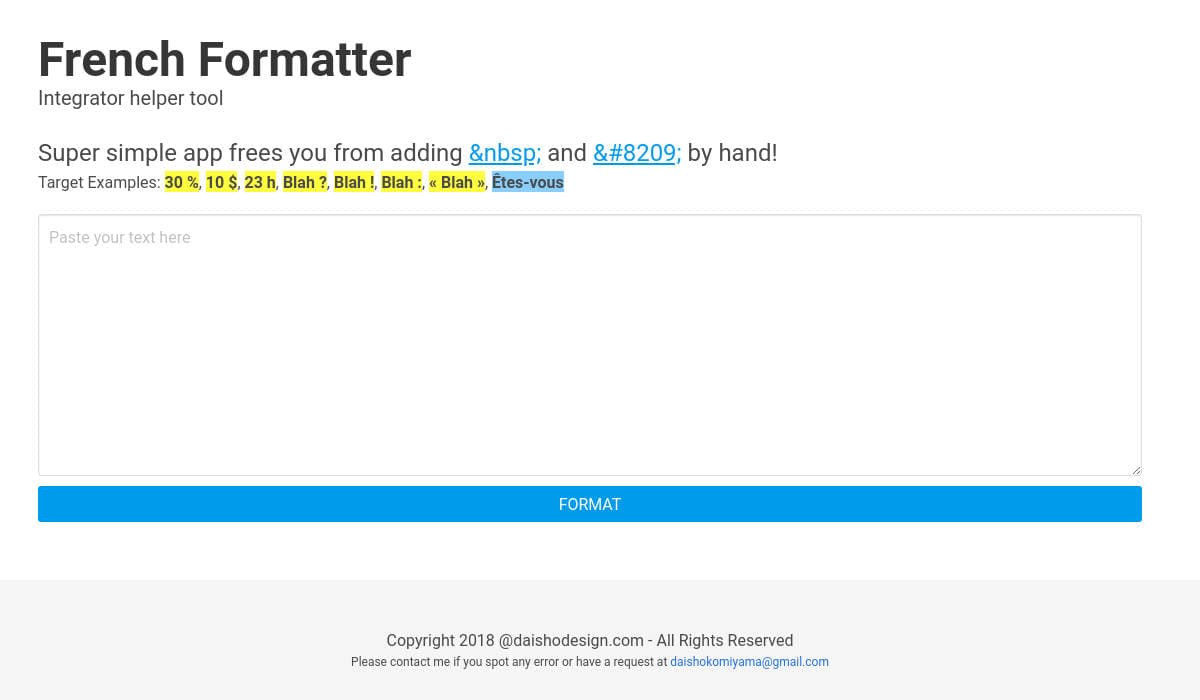 French Formatter
Integrator helper tool
Super simple app frees you from adding &nbsp; and &#8209; by hand!
Target Examples: 30 %, 10 $, 23 h, Blah ?, Blah !, Blah :, « Blah », Êtes-vous
Paste your text here
FORMAT
Copyright 2018 @daishodesign.com - All Rights Reserved
Please contact me if you spot any error or have a request at daishokomiyama@gmail.com